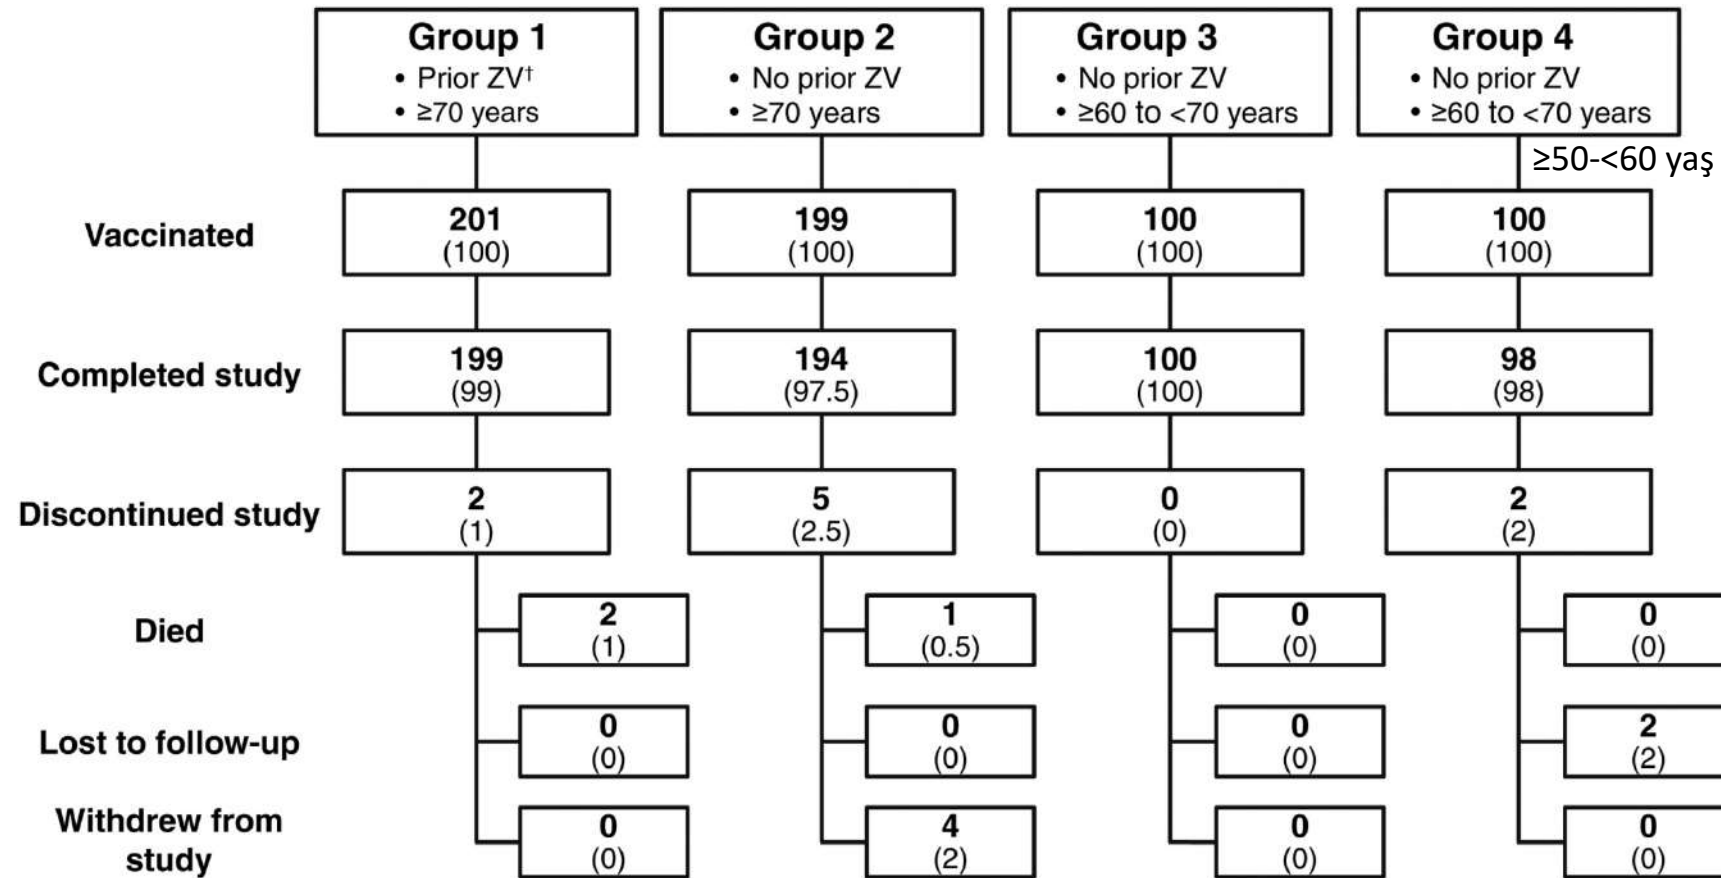 Group 1
• Prior ZV†
• ≥70 years
Group 2
• No prior ZV
• ≥70 years
Group 3
• No prior ZV
• ≥60 to <70 years
Group 4
• No prior ZV
• ≥60 to <70 years
≥50-<60 yaş
Vaccinated
201
(100)
199
(100)
100
(100)
100
(100)
Completed study
199
(99)
194
(97.5)
100
(100)
98
(98)
Discontinued study
2
(1)
5
(2.5)
0
(0)
2
(2)
Died
2
(1)
1
(0.5)
0
(0)
0
(0)
Lost to follow-up
0
(0)
0
(0)
0
(0)
2
(2)
Withdrew from
study
0
(0)
4
(2)
0
(0)
0
(0)